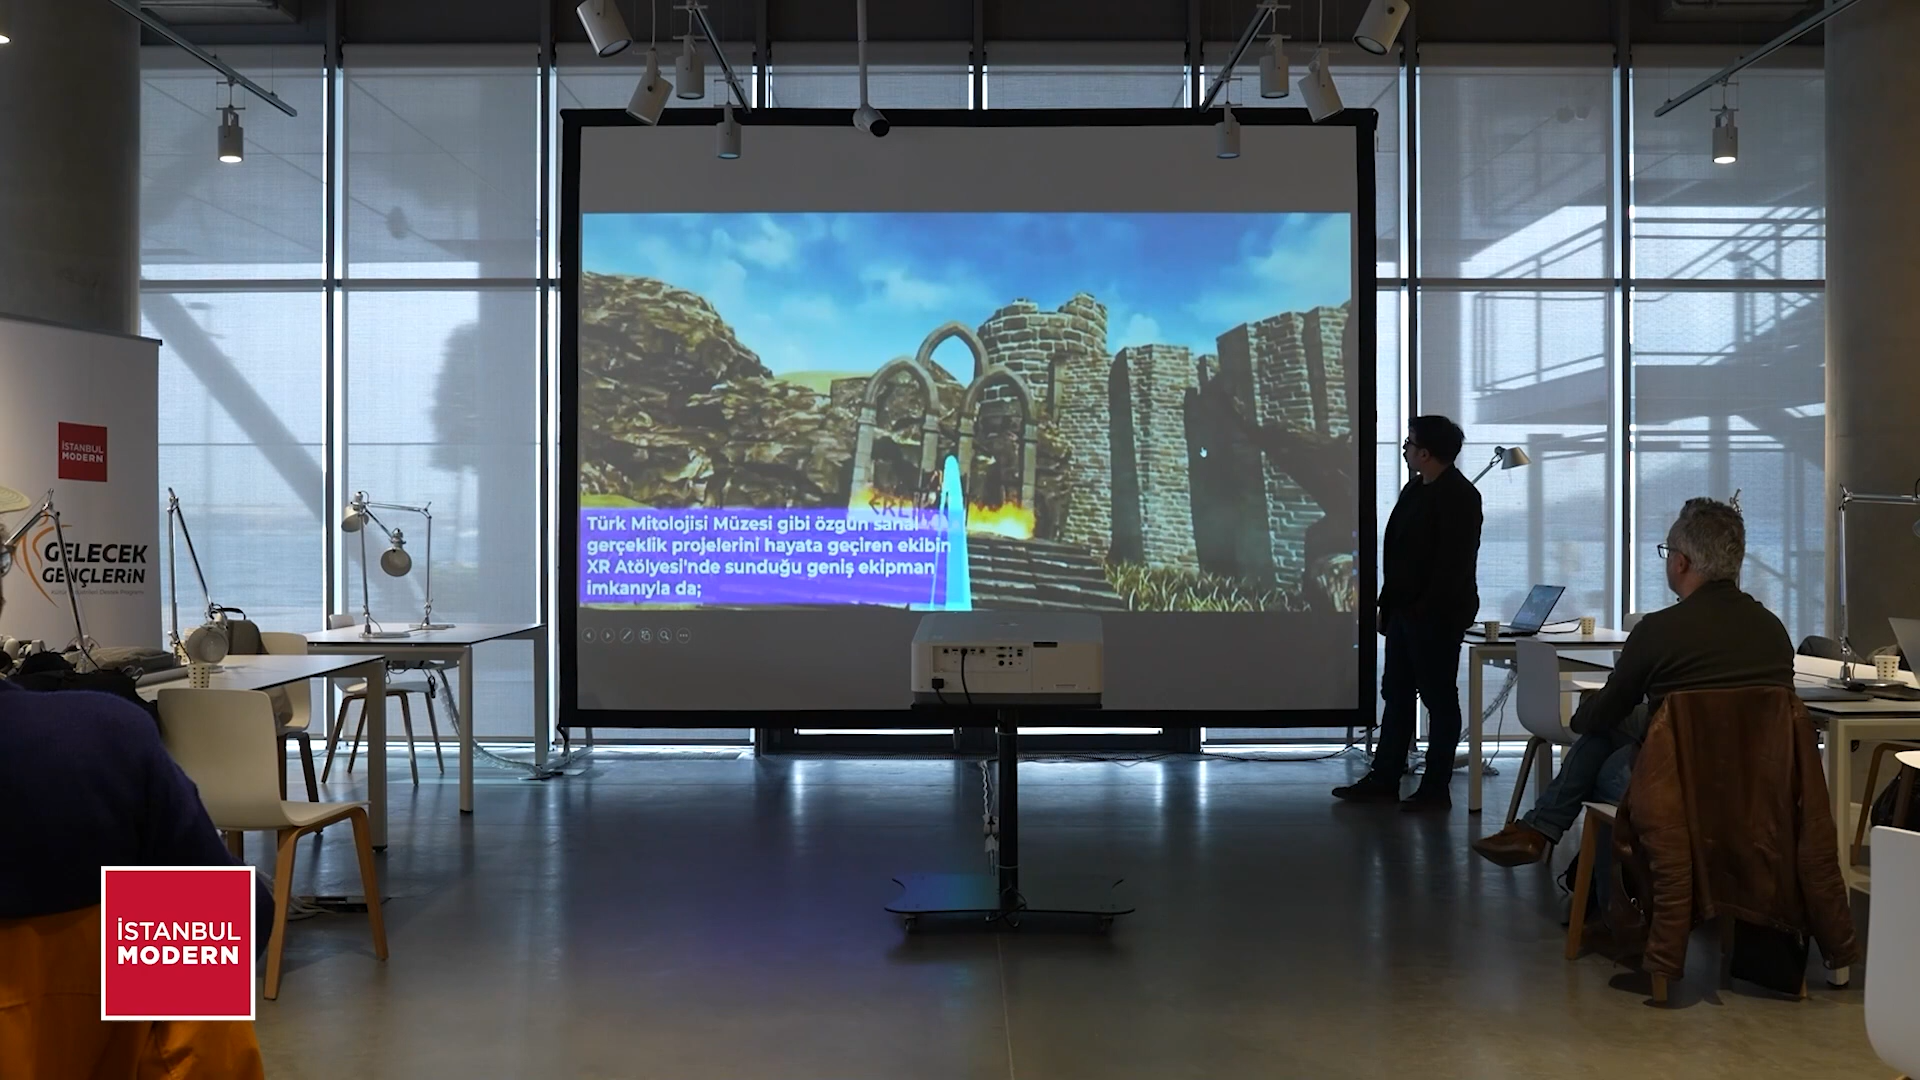 İSTANBUL
MODERN
GELECEK
GENÇLERİN
ERLİK
Türk Mitolojisi Müzesi gibi özgün sanal
gerçeklik projelerini hayata geçiren ekibin
XR Atölyesi'nde sunduğu geniş ekipman
imkanıyla da;
İSTANBUL
MODERN